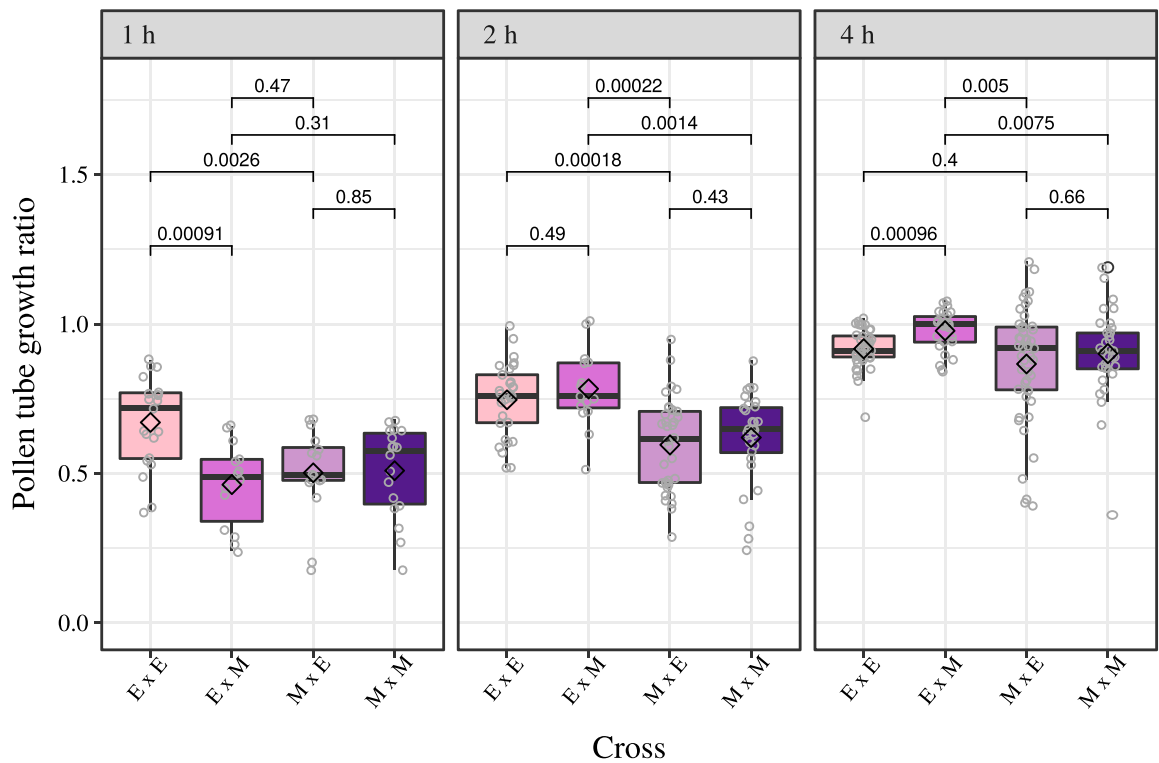 1 h
2 h
4 h
0.47
0.00022
0.005
0.31
0.0014
0.0075
0.0026
0.00018
0.4
0.85
0.43
0.66
0.00091
0.49
0.00096
1.5
1.0
0.5
0.0
Pollen tube growth ratio
E x E
E x M
M x E
M x M
E x E
E x M
M x E
M x M
E x E
E x M
M x E
M x M
Cross